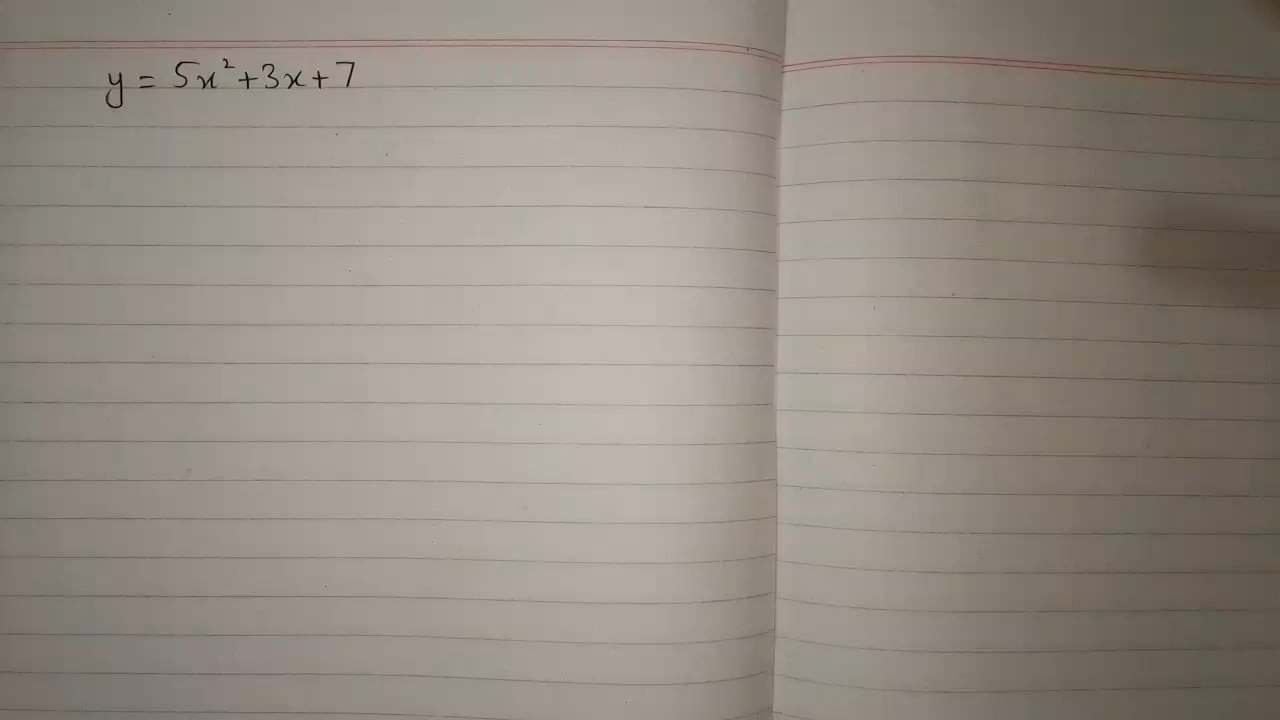 y = 5x²+3x+7